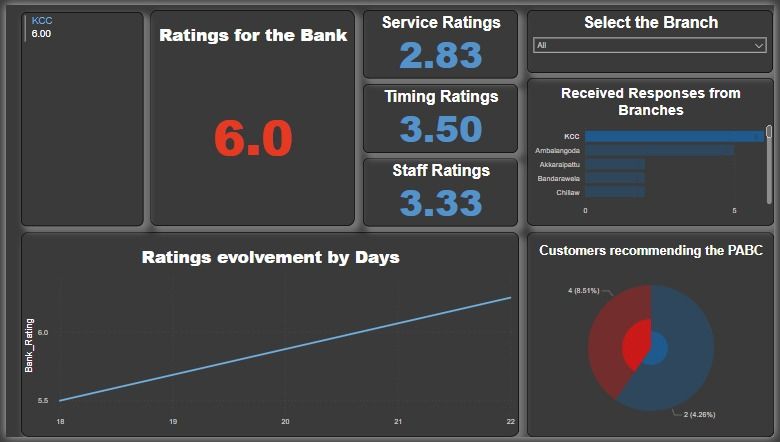 KCC
6.00
Ratings for the Bank
6.0
Service Ratings
2.83
Timing Ratings
3.50
Staff Ratings
3.33
Select the Branch
All
Received Responses from
Branches
KCC
Ambalangoda
Akkaraipattu
Bandarawela
Chillaw
0 5
Ratings evolvement by Days
Bank_Rating
6.0
5.5
18 19 20 21 22
Customers recommending the PABC
4 (8.51%)
2 (4.26%)